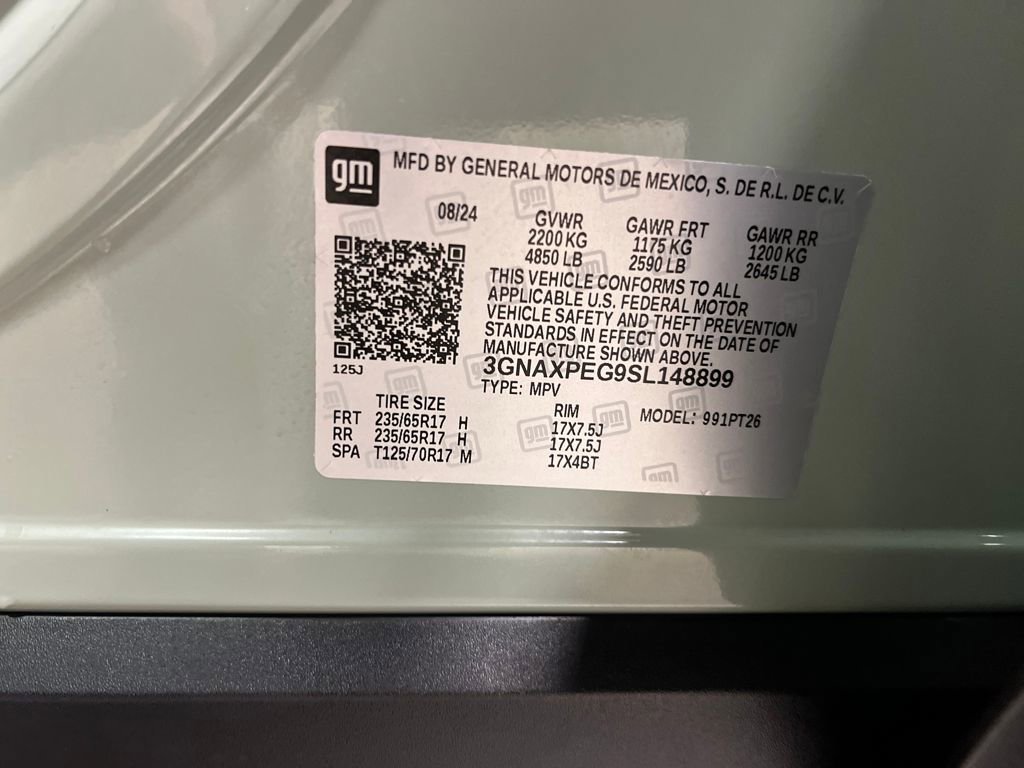 gm MFD BY GENERAL MOTORS DE MEXICO, S. DE R.L. DE C.V.
08/24 GVWR GAWR FRT GAWR RR
2200 KG 1175 KG 1200 KG
4850 LB 2590 LB 2645 LB
THIS VEHICLE CONFORMS TO ALL
APPLICABLE U.S. FEDERAL MOTOR
VEHICLE SAFETY AND THEFT PREVENTION
STANDARDS IN EFFECT ON THE DATE OF
MANUFACTURE SHOWN ABOVE.
125J 3GNAXPEG9SL148899
TYPE: MPV
TIRE SIZE RIM MODEL: 991PT26
FRT 235/65R17 H 17X7.5J
RR 235/65R17 H 17X7.5J
SPA T125/70R17 M 17X4BT